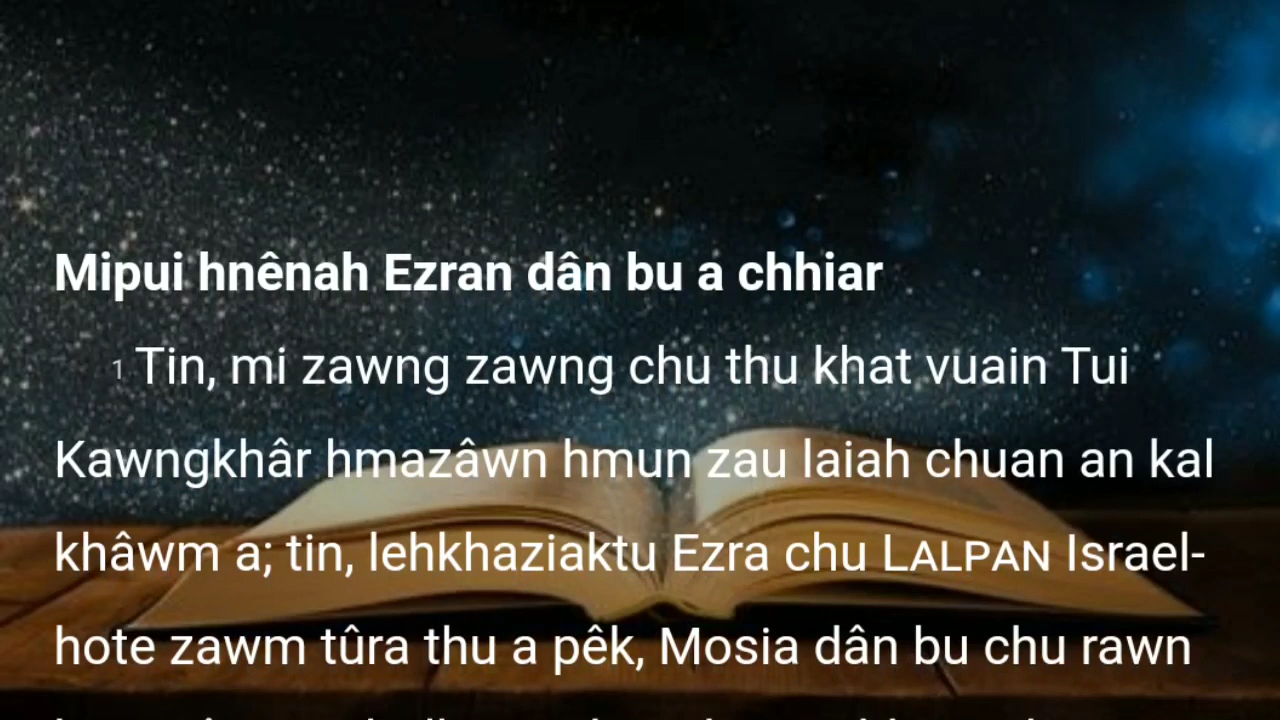 Mipui hnênah Ezran dân bu a chhiar
1 Tin, mi zawng zawng chu thu khat vuain Tui
Kawngkhâr hmazâwn hmun zau laiah chuan an kal
khâwm a; tin, lehkhaziaktu Ezra chu LALPAN Israel-
hote zawm tûra thu a pêk, Mosia dân bu chu rawn